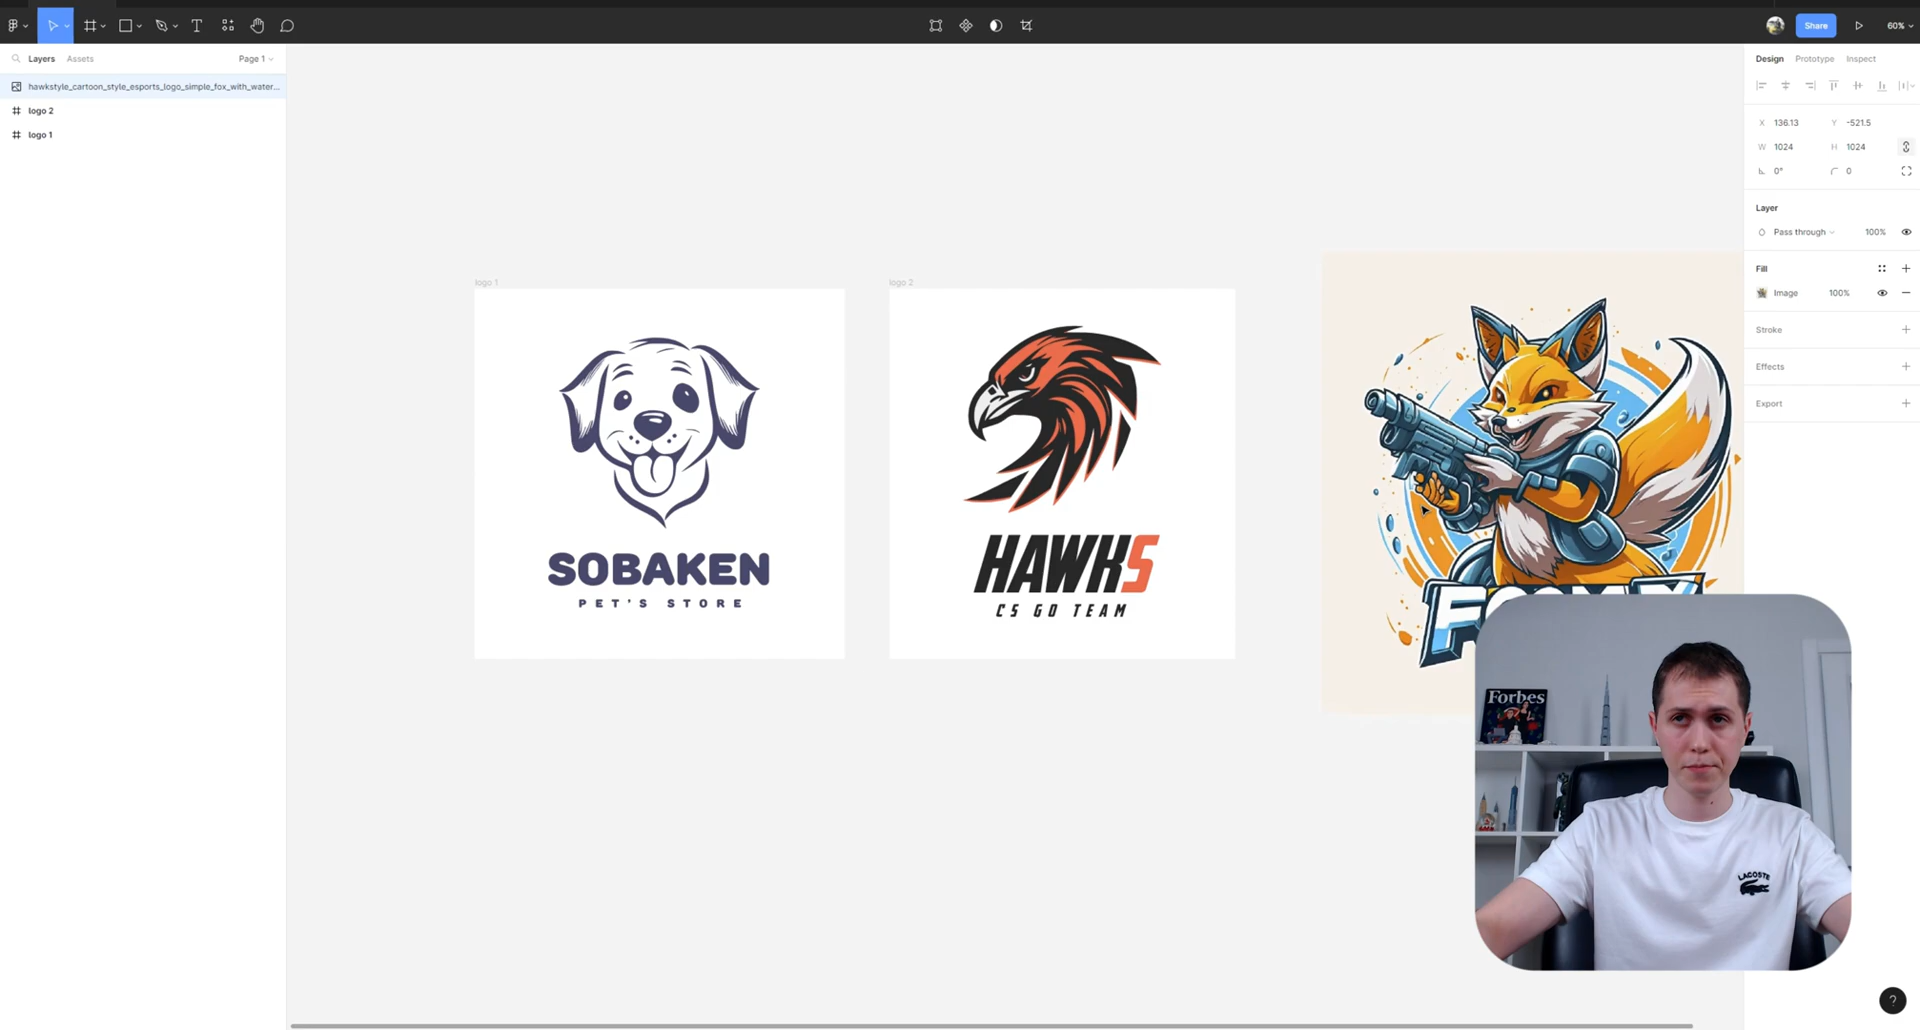 Share
60%
Layers
Assets
Page 1
hawkstyle_cartoon_style_esports_logo_simple_fox_with_water...
logo 2
logo 1
Design
Prototype
Inspect
X 136.13
Y -521.5
W 1024
H 1024
0°
0
Layer
Pass through
100%
Fill
Image
100%
Stroke
Effects
Export
logo 1
SOBAKEN
PET'S STORE
logo 2
HAWKS
CS GO TEAM
Forbes
LACOSTE
?